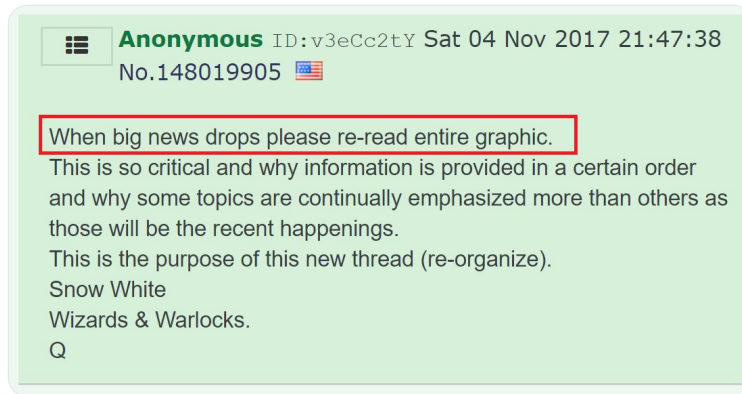 Anonymous ID:v3eCc2tY Sat 04 Nov 2017 21:47:38
No.148019905
When big news drops please re-read entire graphic.
This is so critical and why information is provided in a certain order
and why some topics are continually emphasized more than others as
those will be the recent happenings.
This is the purpose of this new thread (re-organize).
Snow White
Wizards & Warlocks.
Q